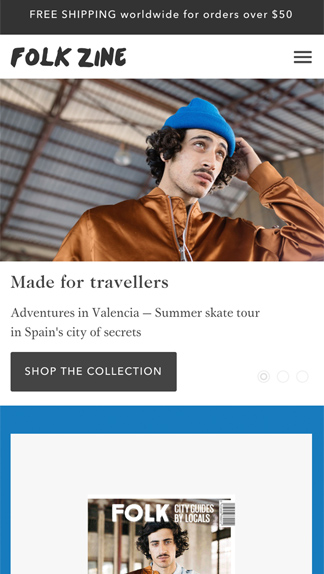 FREE SHIPPING worldwide for orders over $50
FOLK ZINE
Made for travellers
Adventures in Valencia — Summer skate tour
in Spain's city of secrets
SHOP THE COLLECTION
FOLK
CITY GUIDES
BY LOCALS